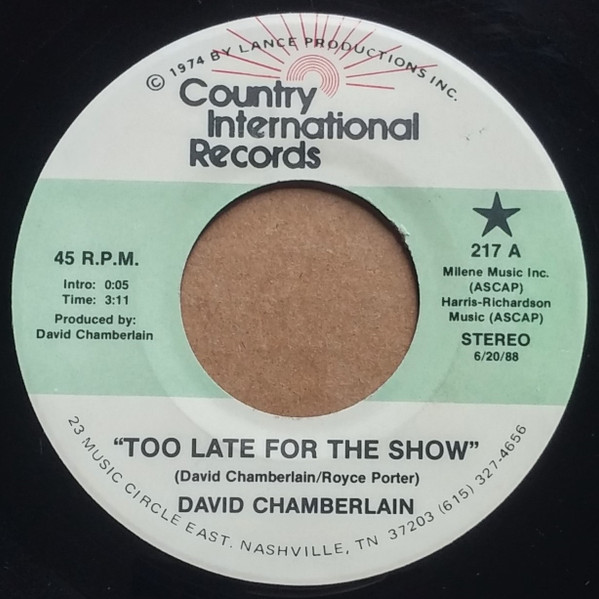 © 1974 BY LANCE PRODUCTIONS INC.
Country
International
Records
45 R.P.M.
Intro: 0:05
Time: 3:11
Produced by:
David Chamberlain
217 A
Milene Music Inc.
(ASCAP)
Harris-Richardson
Music (ASCAP)
STEREO
6/20/88
"TOO LATE FOR THE SHOW"
(David Chamberlain/Royce Porter)
DAVID CHAMBERLAIN
23 MUSIC CIRCLE EAST. NASHVILLE, TN 37203 (615) 327-4656